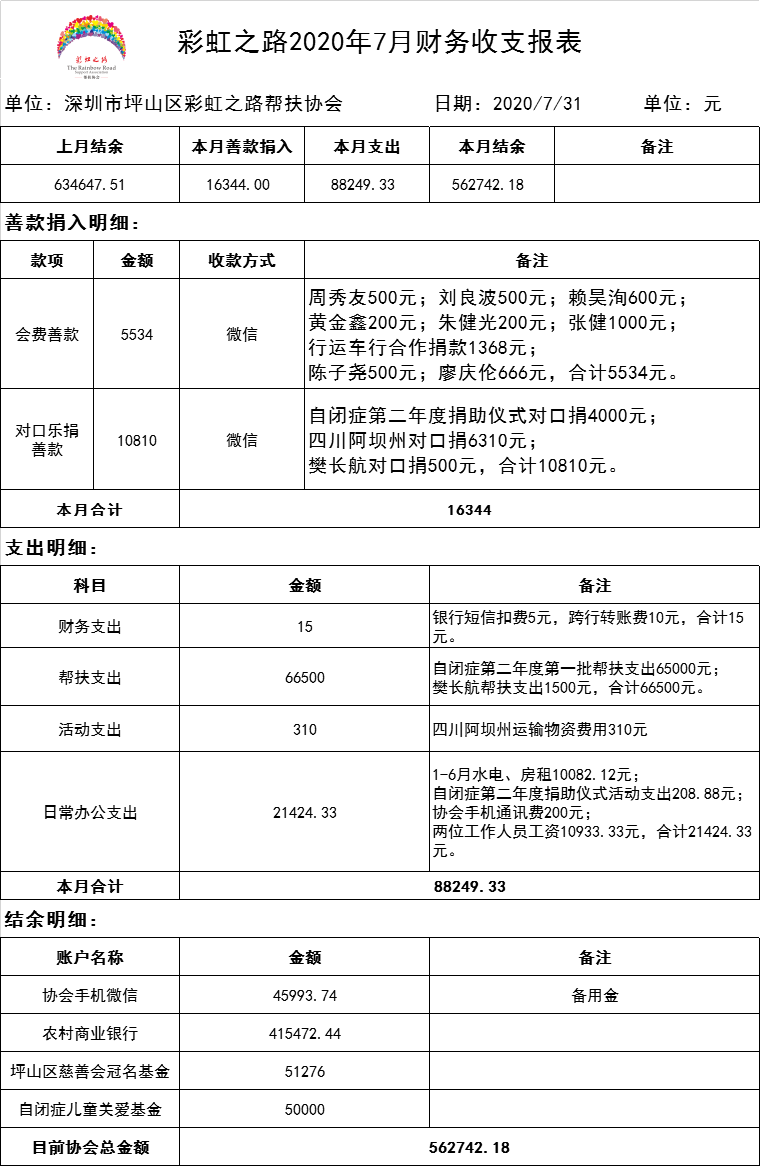 彩虹之路
The Rainbow Road
Support Association
彩虹之路2020年7月财务收支报表
单位：深圳市坪山区彩虹之路帮扶协会 日期：2020/7/31 单位：元
上月结余 本月善款捐入 本月支出 本月结余 备注
634647.51 16344.00 88249.33 562742.18
善款捐入明细：
款项 金额 收款方式 备注
会费善款 5534 微信
周秀友500元；刘良波500元；赖昊洵600元；
黄金鑫200元；朱健光200元；张健1000元；
行运车行合作捐款1368元；
陈子尧500元；廖庆伦666元，合计5534元。
对口乐捐
善款
10810 微信
自闭症第二年度捐助仪式对口捐4000元；
四川阿坝州对口捐6310元；
樊长航对口捐500元，合计10810元。
本月合计 16344
支出明细：
科目 金额 备注
财务支出 15
银行短信扣费5元，跨行转账费10元，合计15
元。
帮扶支出 66500
自闭症第二年度第一批帮扶支出65000元；
樊长航帮扶支出1500元，合计66500元。
活动支出 310 四川阿坝州运输物资费用310元
日常办公支出 21424.33
1-6月水电、房租10082.12元；
自闭症第二年度捐助仪式活动支出208.88元；
协会手机通讯费200元；
两位工作人员工资10933.33元，合计21424.33
元。
本月合计 88249.33
结余明细：
账户名称 金额 备注
协会手机微信 45993.74 备用金
农村商业银行 415472.44
坪山区慈善会冠名基金 51276
自闭症儿童关爱基金 50000
目前协会总金额 562742.18